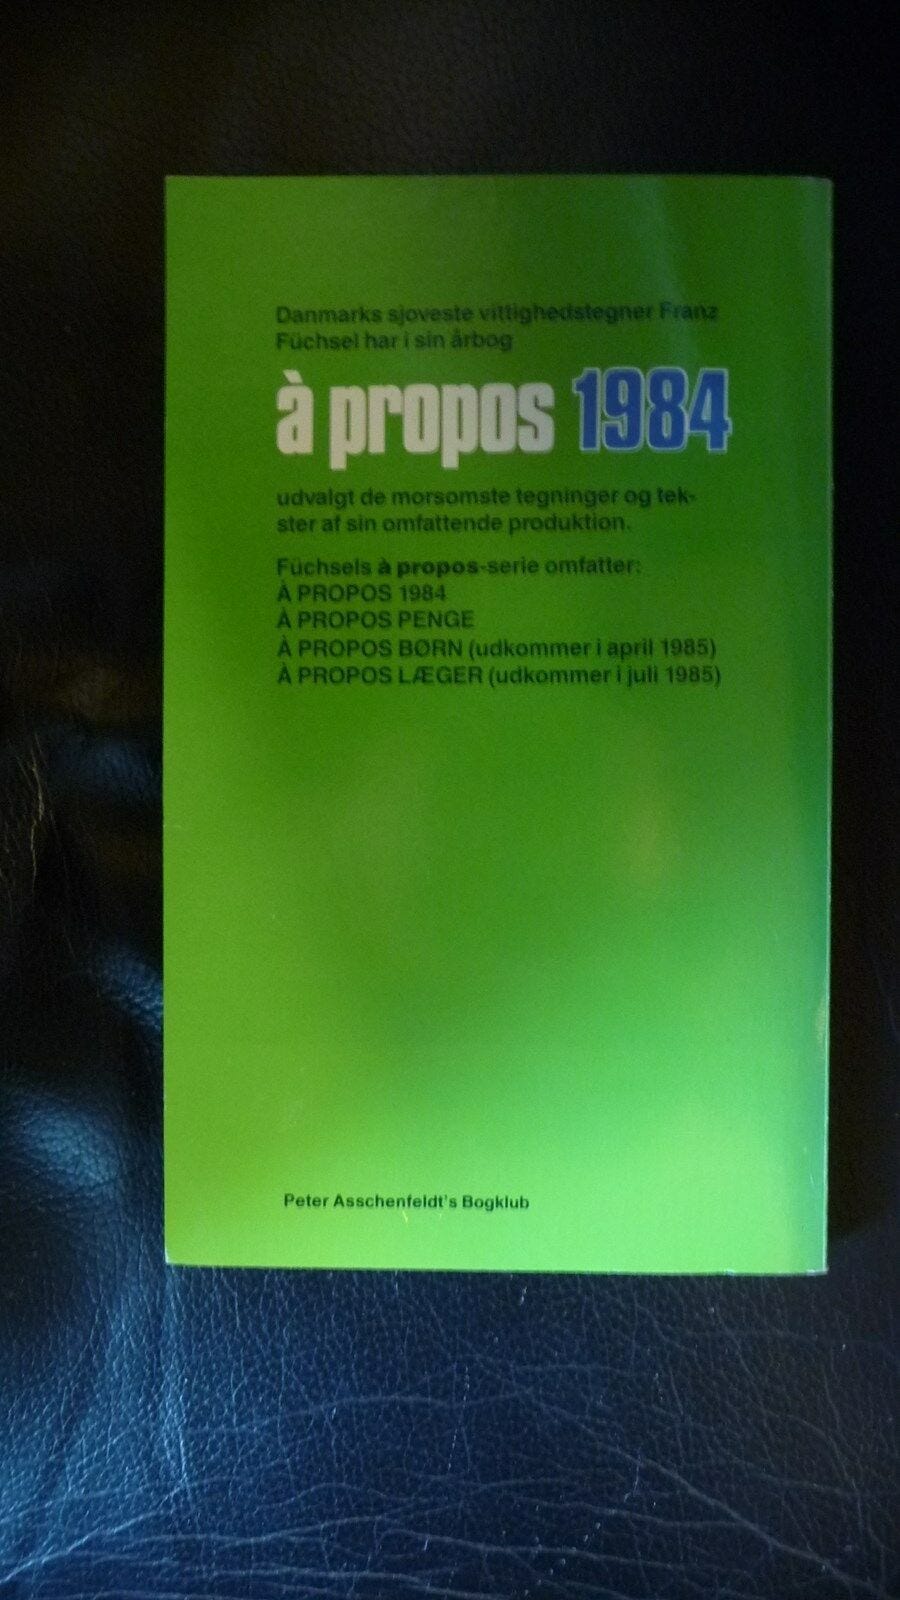 Danmarks sjoveste vittighedstegner Franz
Füchsel har i sin årbog
à propos 1984
udvalgt de morsomste tegninger og tek-
ster af sin omfattende produktion.
Füchsels à propos-serie omfatter:
À PROPOS 1984
À PROPOS PENGE
À PROPOS BØRN (udkommer i april 1985)
À PROPOS LÆGER (udkommer i juli 1985)
Peter Asschenfeldt's Bogklub